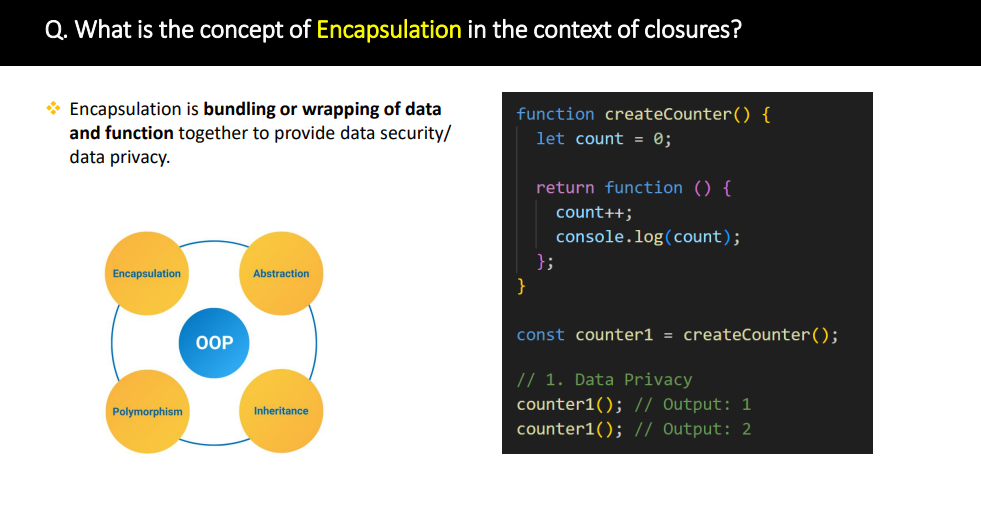 Q. What is the concept of Encapsulation in the context of closures?
❖ Encapsulation is bundling or wrapping of data
and function together to provide data security/
data privacy.
Encapsulation
Abstraction
OOP
Polymorphism
Inheritance
function createCounter() {
  let count = 0;
  return function () {
    count++;
    console.log(count);
  };
}
const counter1 = createCounter();
// 1. Data Privacy
counter1(); // Output: 1
counter1(); // Output: 2